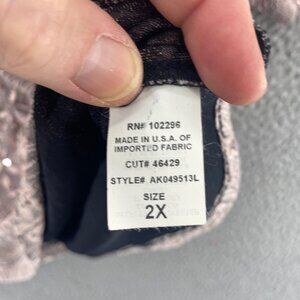 RN# 102296
MADE IN U.S.A. OF
IMPORTED FABRIC
CUT# 46429
STYLE# AK049513L
SIZE
2X